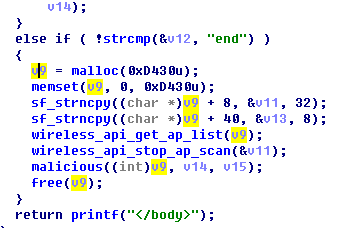 v14);
}
else if ( !strcmp(&v12, "end") )
{
v9 = malloc(0xD430u);
memset(v9, 0, 0xD430u);
sf_strncpy((char *)v9 + 8, &v11, 32);
sf_strncpy((char *)v9 + 40, &v13, 8);
wireless_api_get_ap_list(v9);
wireless_api_stop_ap_scan(&v11);
malicious((int)v9, v14, v15);
free(v9);
}
return printf("</body>");